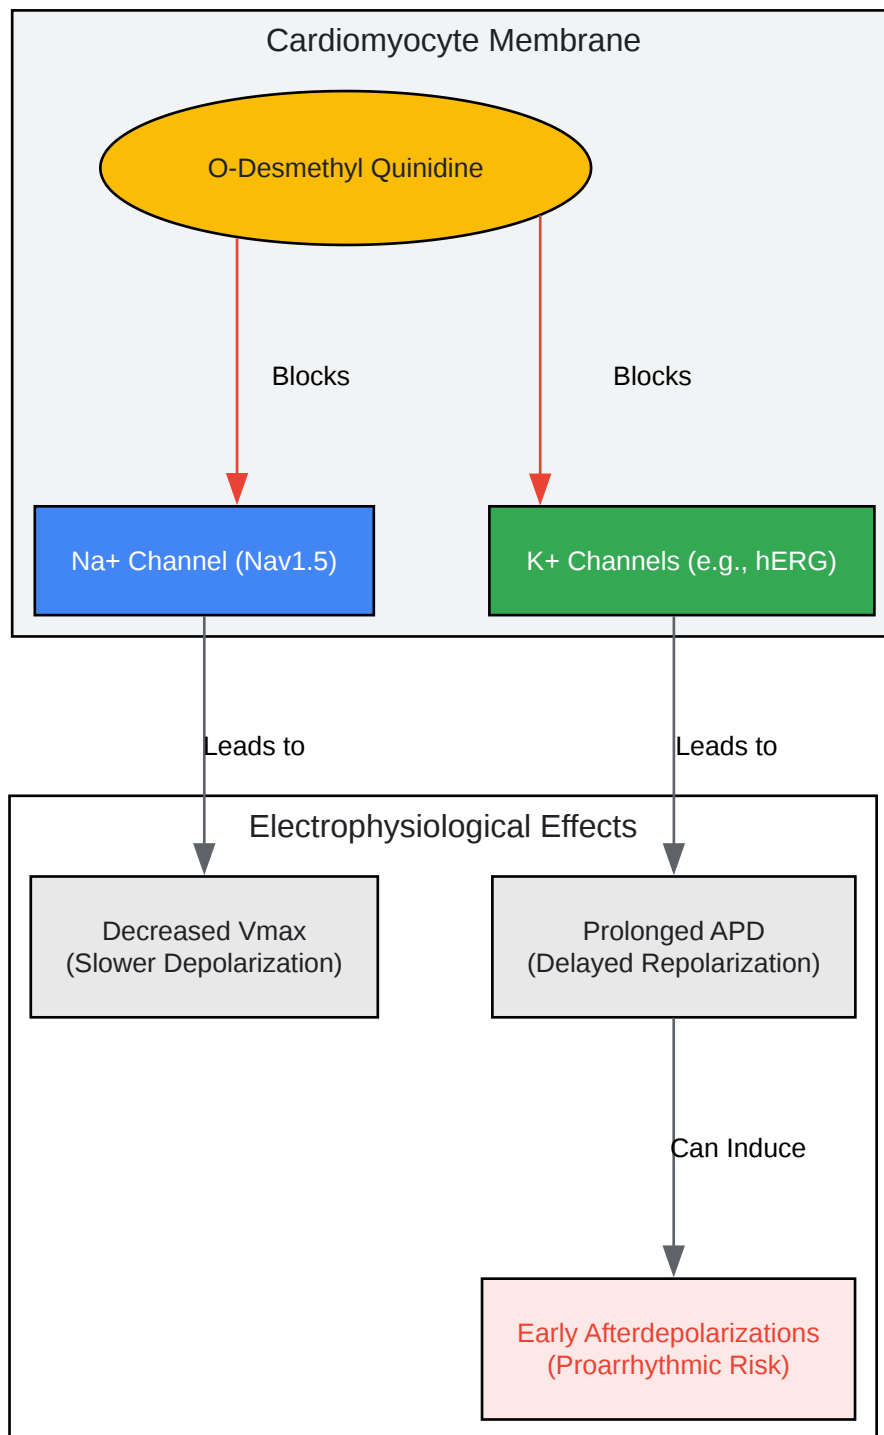 Cardiomyocyte Membrane
O-Desmethyl Quinidine
Blocks
Blocks
Na+ Channel (Nav1.5)
K+ Channels (e.g., hERG)
Leads to
Leads to
Electrophysiological Effects
Decreased Vmax
(Slower Depolarization)
Prolonged APD
(Delayed Repolarization)
Can Induce
Early Afterdepolarizations
(Proarrhythmic Risk)